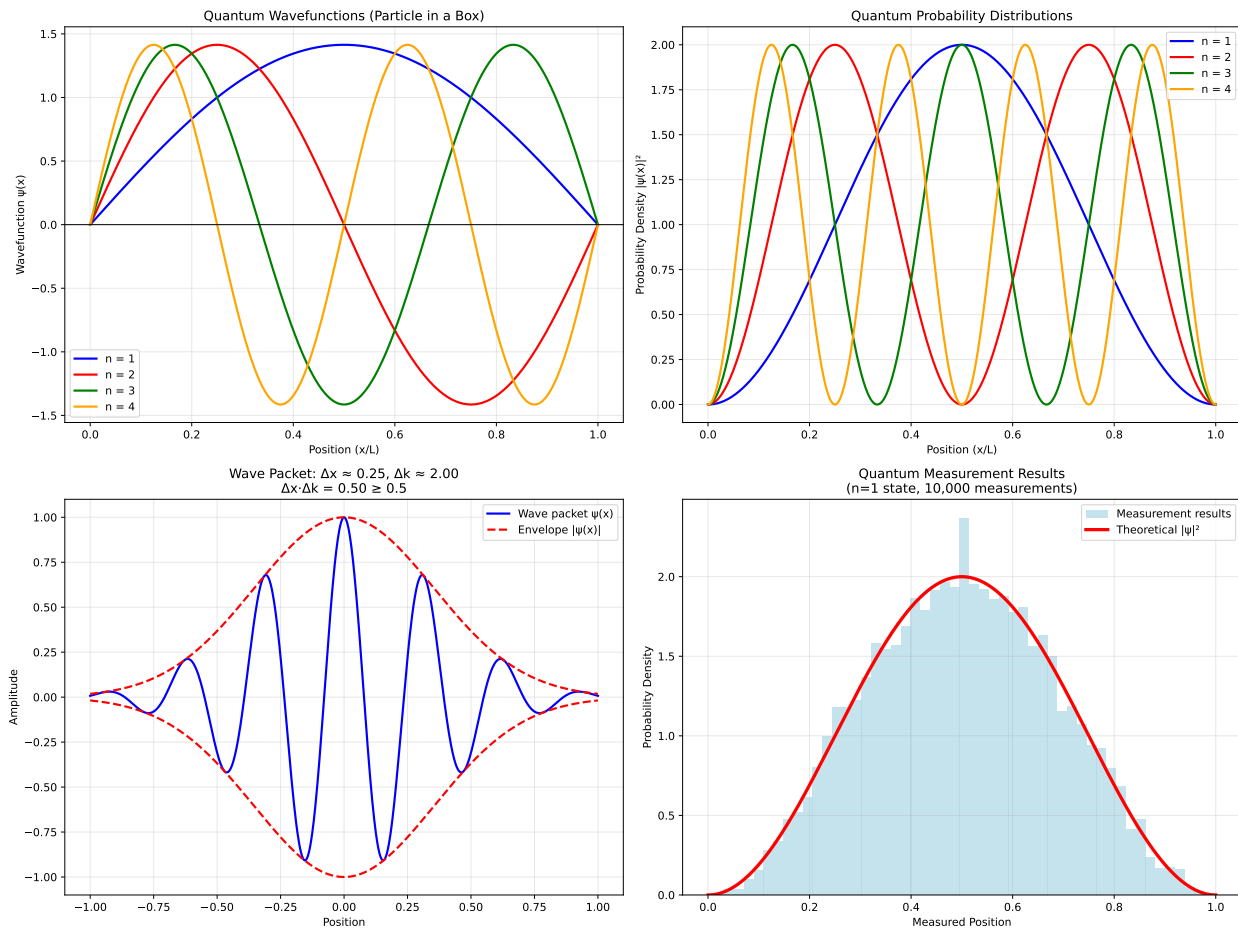 Quantum Wavefunctions (Particle in a Box)
Wavefunction ψ(x)
1.5
1.0
0.5
0.0
−0.5
−1.0
−1.5
n = 1
n = 2
n = 3
n = 4
0.0 0.2 0.4 0.6 0.8 1.0
Position (x/L)
Quantum Probability Distributions
Probability Density |ψ(x)|²
2.00
1.75
1.50
1.25
1.00
0.75
0.50
0.25
0.00
n = 1
n = 2
n = 3
n = 4
0.0 0.2 0.4 0.6 0.8 1.0
Position (x/L)
Wave Packet: Δx ≈ 0.25, Δk ≈ 2.00
Δx·Δk = 0.50 ≥ 0.5
Amplitude
1.00
0.75
0.50
0.25
0.00
−0.25
−0.50
−0.75
−1.00
Wave packet ψ(x)
Envelope |ψ(x)|
−1.00 −0.75 −0.50 −0.25 0.00 0.25 0.50 0.75 1.00
Position
Quantum Measurement Results
(n=1 state, 10,000 measurements)
Probability Density
2.0
1.5
1.0
0.5
0.0
Measurement results
Theoretical |ψ|²
0.0 0.2 0.4 0.6 0.8 1.0
Measured Position